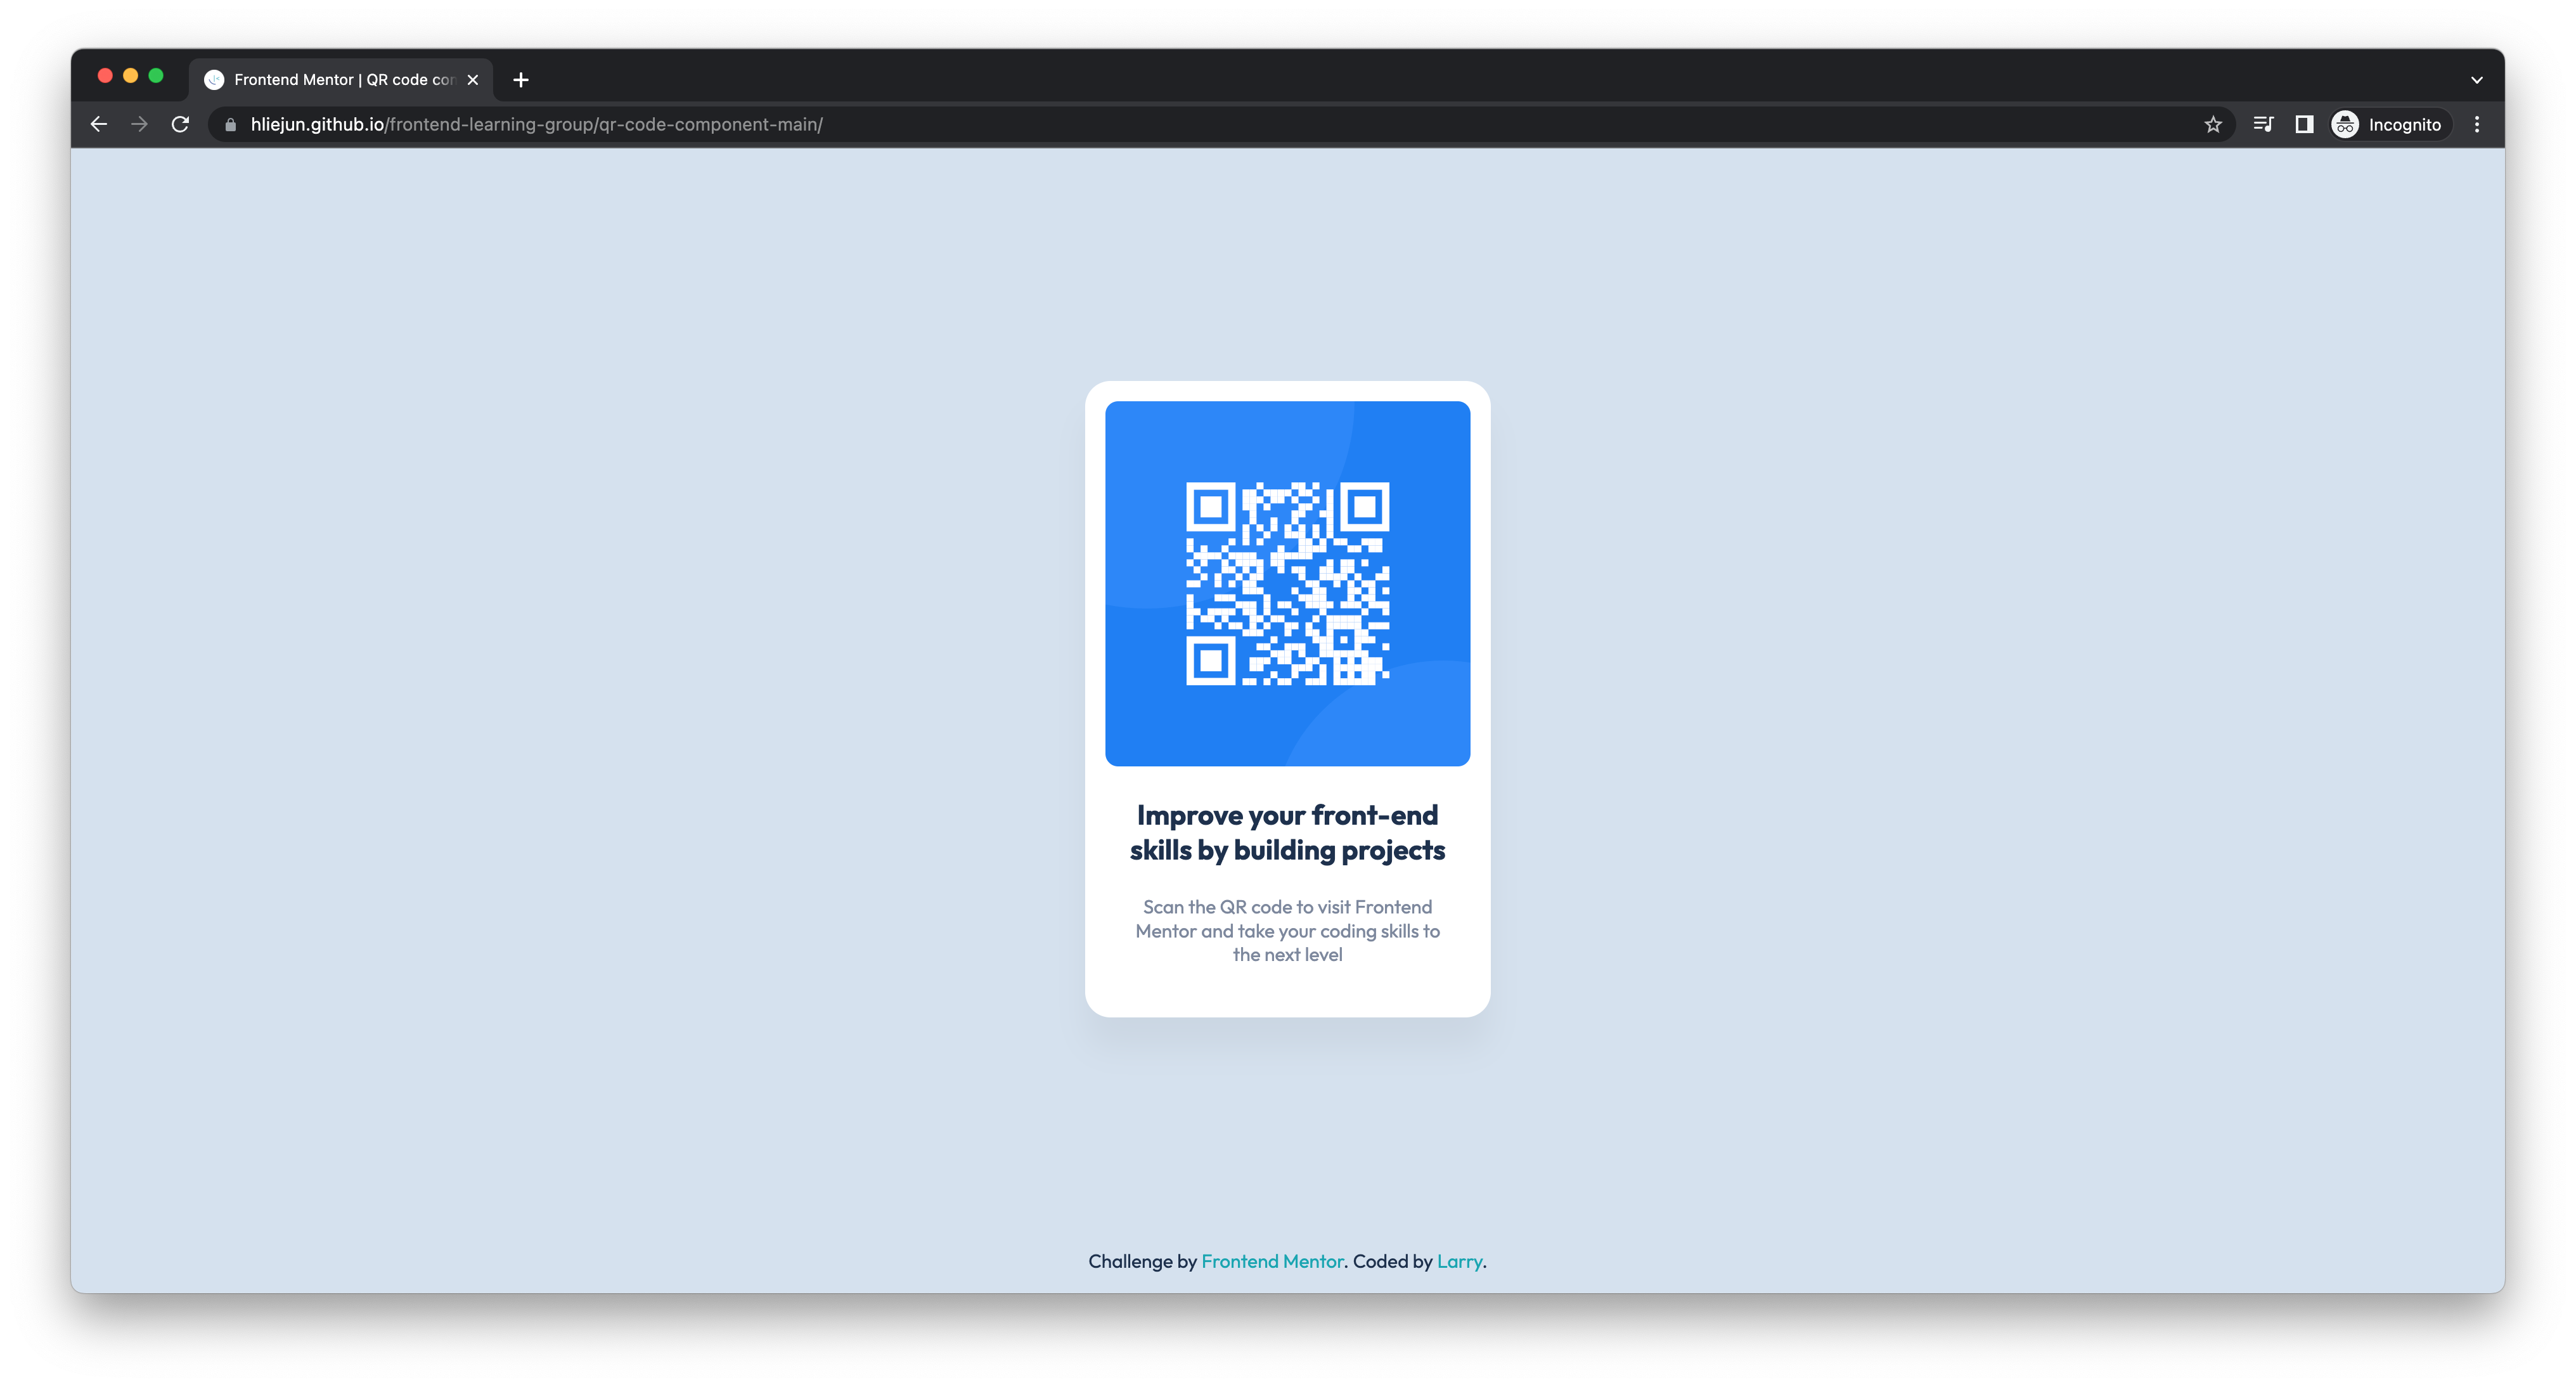 Frontend Mentor | QR code con
hliejun.github.io/frontend-learning-group/qr-code-component-main/
Incognito
Improve your front-end
skills by building projects
Scan the QR code to visit Frontend
Mentor and take your coding skills to
the next level
Challenge by Frontend Mentor. Coded by Larry.